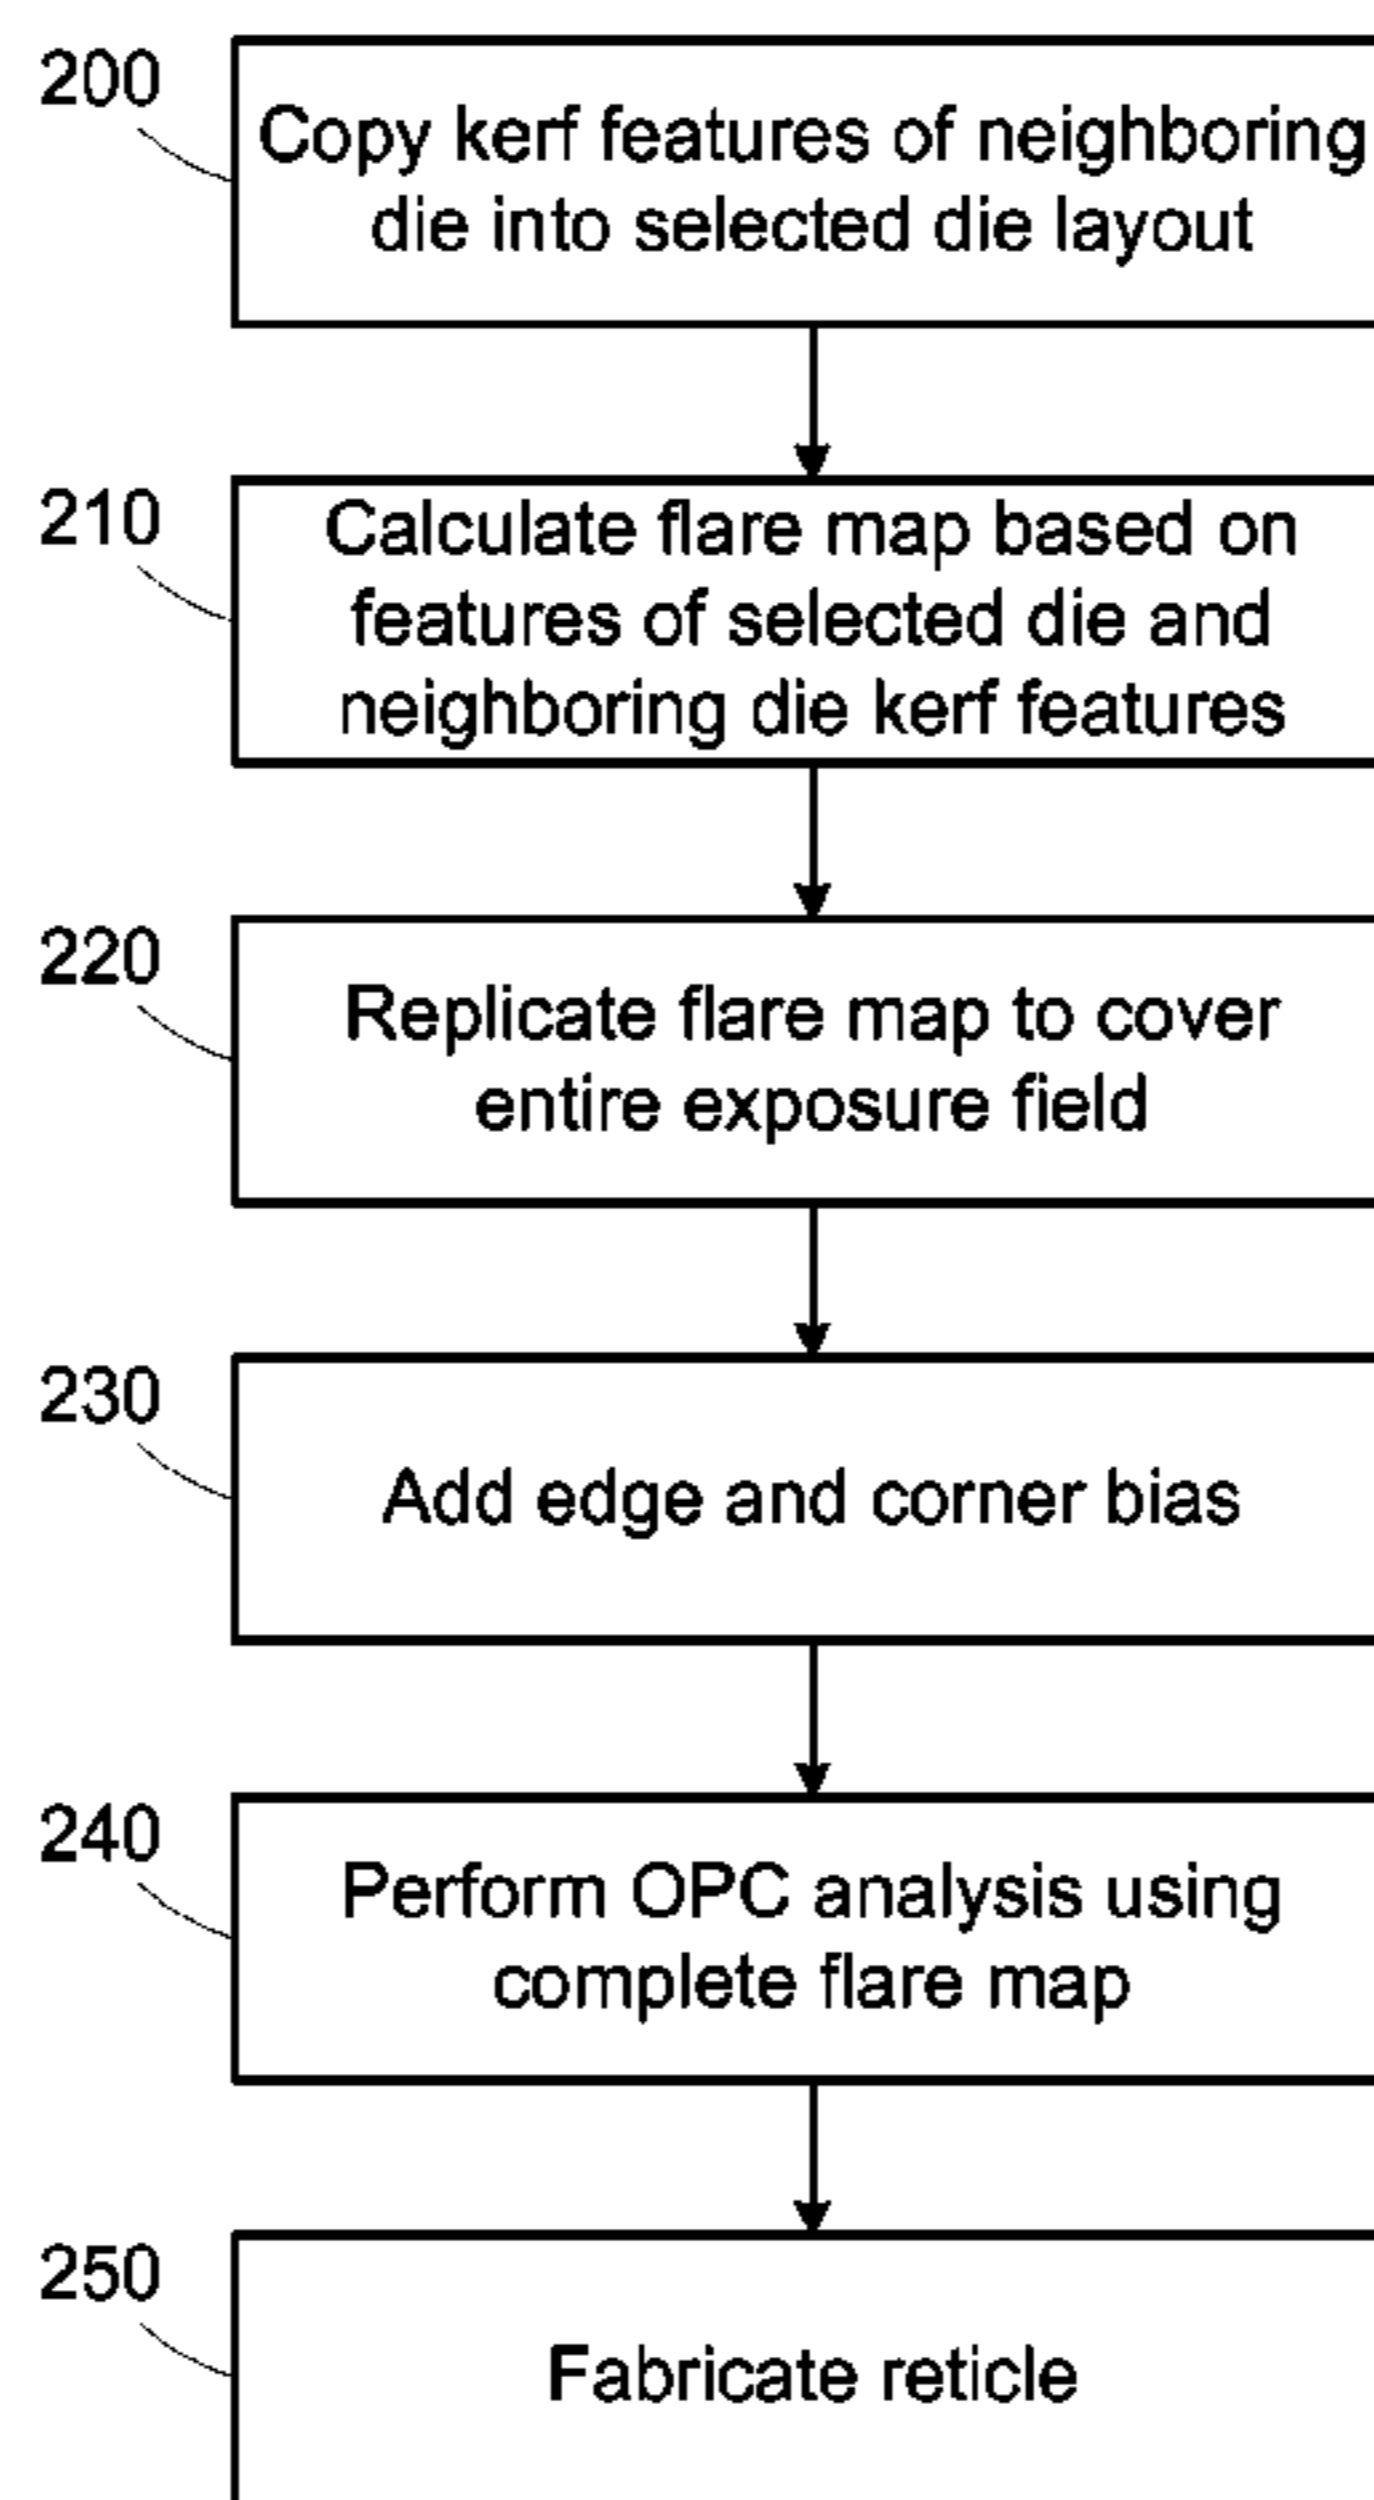 200
Copy kerf features of neighboring
die into selected die layout
210
Calculate flare map based on
features of selected die and
neighboring die kerf features
220
Replicate flare map to cover
entire exposure field
230
Add edge and corner bias
240
Perform OPC analysis using
complete flare map
250
Fabricate reticle